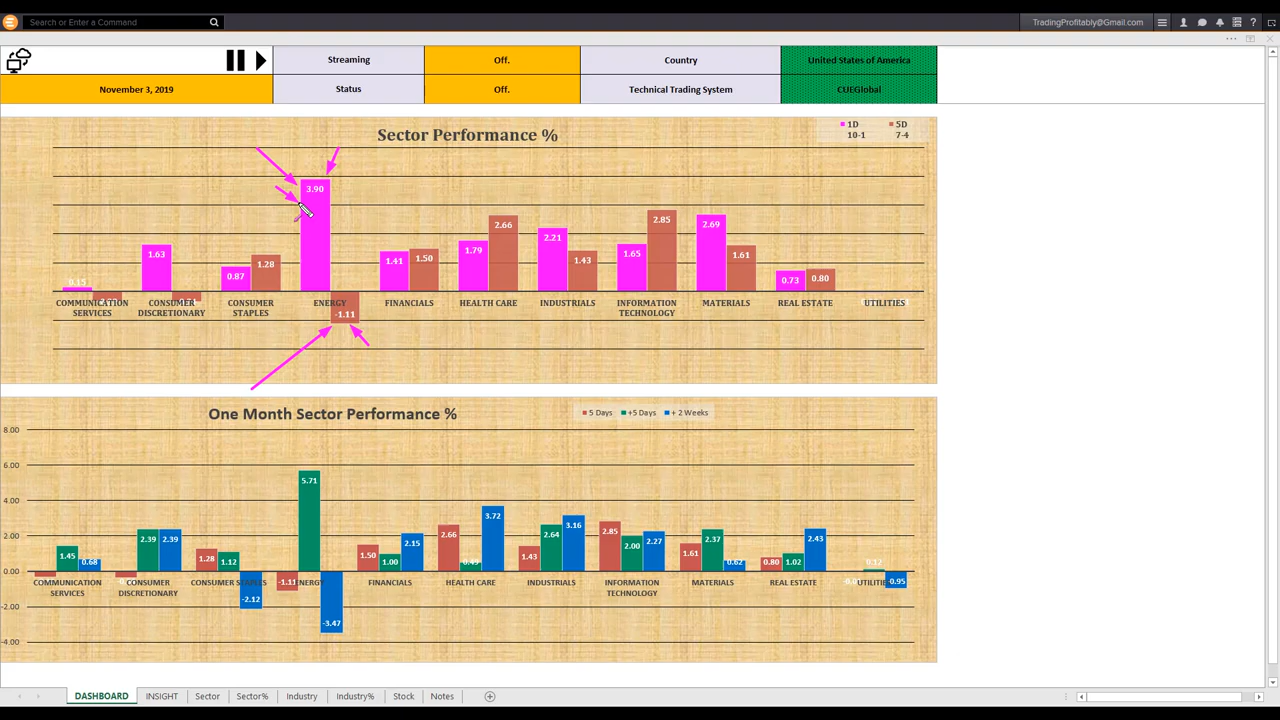 Search or Enter a Command
TradingProfitably@Gmail.com
Streaming Off. Country United States of America
November 3, 2019 Status Off. Technical Trading System CUEGlobal
Sector Performance %
1D 5D
10-1 7-4
3.90
2.85
2.66 2.69
2.21
1.63 1.79 1.65 1.61
1.28 1.41 1.50 1.43
0.87 0.73 0.80
0.15
COMMUNICATION SERVICES
CONSUMER DISCRETIONARY
CONSUMER STAPLES
ENERGY
FINANCIALS
HEALTH CARE
INDUSTRIALS
INFORMATION TECHNOLOGY
MATERIALS
REAL ESTATE
UTILITIES
-1.11
One Month Sector Performance %
5 Days +5 Days + 2 Weeks
8.00
6.00
4.00
2.00
0.00
-2.00
-4.00
1.45 0.68
2.39 2.39
1.28 1.12 -2.12
-1.11 5.71 -3.47
1.50 1.00 2.15
2.66 0.49 3.72
1.43 2.64 3.16
2.85 2.00 2.27
1.61 2.37 0.62
0.80 1.02 2.43
0.12 -0.95
COMMUNICATION SERVICES
CONSUMER DISCRETIONARY
CONSUMER STAPLES
ENERGY
FINANCIALS
HEALTH CARE
INDUSTRIALS
INFORMATION TECHNOLOGY
MATERIALS
REAL ESTATE
UTILITIES
DASHBOARD INSIGHT Sector Sector% Industry Industry% Stock Notes